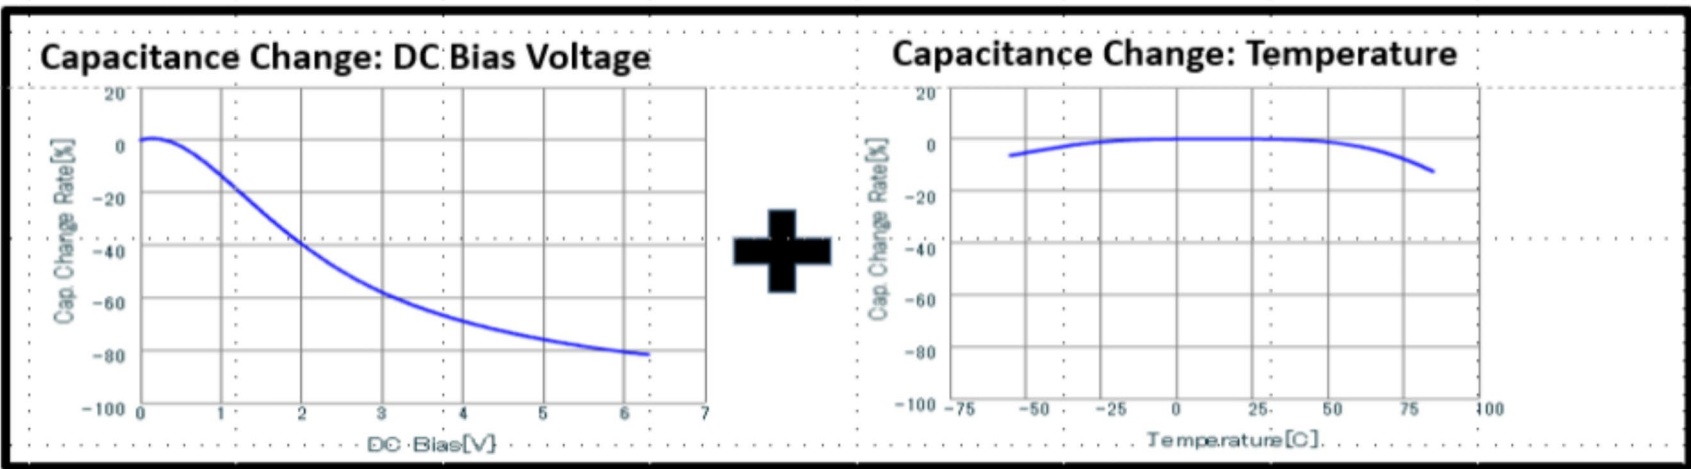 Capacitance Change: DC Bias Voltage
20
0
-20
-40
-60
-80
-100
0 1 2 3 4 5 6 7
Cap. Change Rate[%]
DC Bias[V]
Capacitance Change: Temperature
20
0
-20
-40
-60
-80
-100
-75 -50 -25 0 25 50 75 100
Cap. Change Rate[%]
Temperature[C]